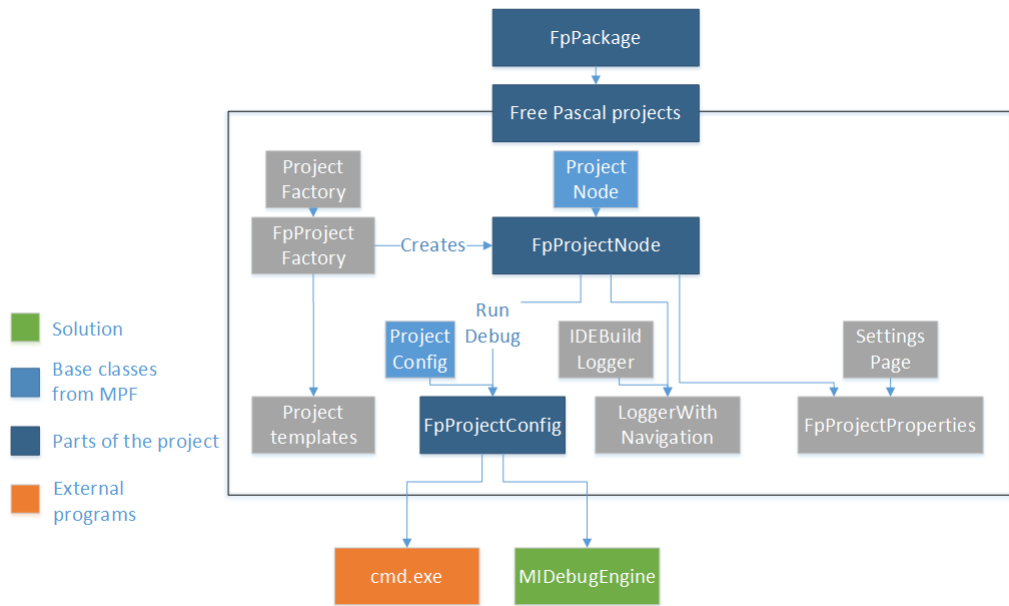 FpPackage
Free Pascal projects
Project
Factory
Project
Node
FpProject
Factory
Creates
FpProjectNode
Run
Debug
Project
Config
IDEBuild
Logger
Settings
Page
Project
templates
FpProjectConfig
LoggerWith
Navigation
FpProjectProperties
cmd.exe
MIDebugEngine
Solution
Base classes
from MPF
Parts of the project
External
programs